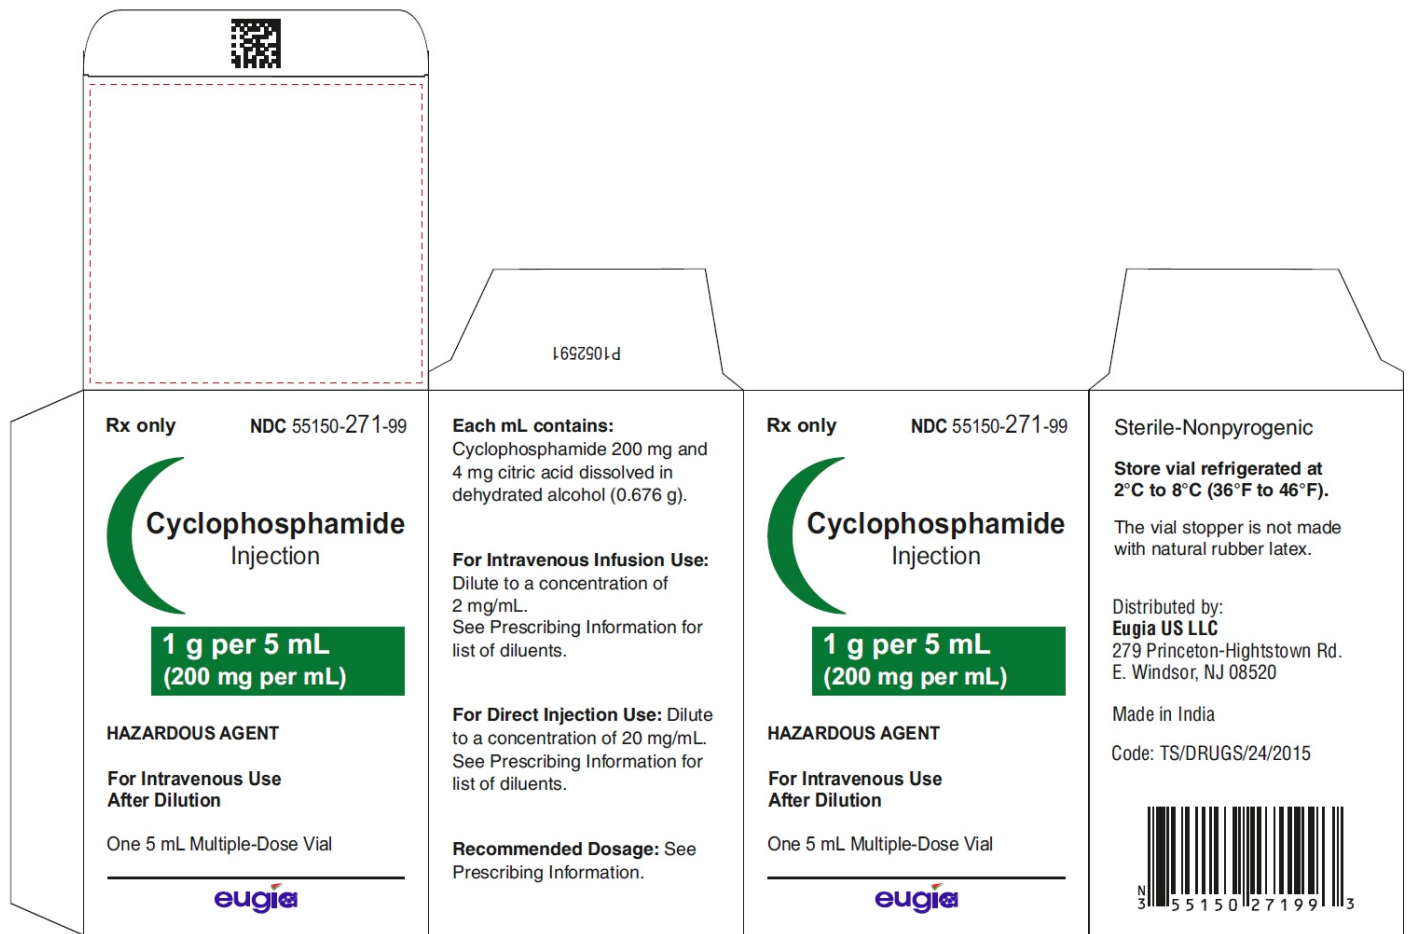 P1052591
Rx only
NDC 55150-271-99
Cyclophosphamide
Injection
1 g per 5 mL
(200 mg per mL)
HAZARDOUS AGENT
For Intravenous Use
After Dilution
One 5 mL Multiple-Dose Vial
eugia
Each mL contains:
Cyclophosphamide 200 mg and
4 mg citric acid dissolved in
dehydrated alcohol (0.676 g).
For Intravenous Infusion Use:
Dilute to a concentration of
2 mg/mL.
See Prescribing Information for
list of diluents.
For Direct Injection Use: Dilute
to a concentration of 20 mg/mL.
See Prescribing Information for
list of diluents.
Recommended Dosage: See
Prescribing Information.
Rx only
NDC 55150-271-99
Cyclophosphamide
Injection
1 g per 5 mL
(200 mg per mL)
HAZARDOUS AGENT
For Intravenous Use
After Dilution
One 5 mL Multiple-Dose Vial
eugia
Sterile-Nonpyrogenic
Store vial refrigerated at
2°C to 8°C (36°F to 46°F).
The vial stopper is not made
with natural rubber latex.
Distributed by:
Eugia US LLC
279 Princeton-Hightstown Rd.
E. Windsor, NJ 08520
Made in India
Code: TS/DRUGS/24/2015
N
3 55150 27199 3